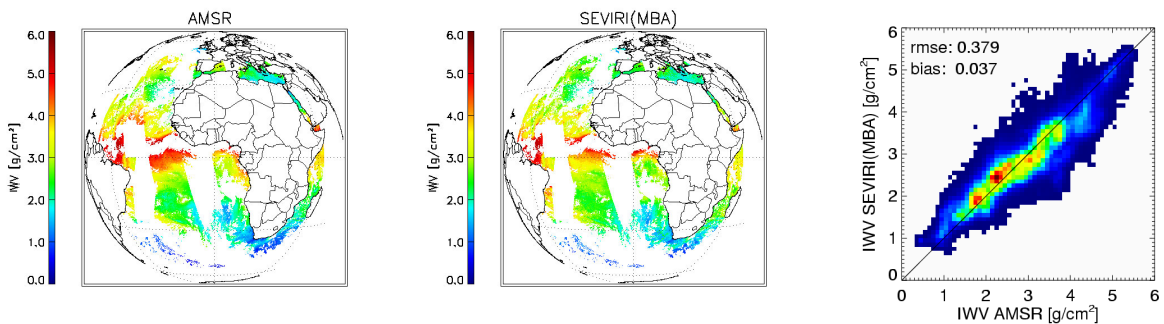 AMSR
6.0
5.0
4.0
3.0
2.0
1.0
0.0
IWV [g/cm²]
SEVIRI(MBA)
6.0
5.0
4.0
3.0
2.0
1.0
0.0
IWV [g/cm²]
rmse: 0.379
bias: 0.037
6
5
4
3
2
1
0
IWV SEVIRI(MBA) [g/cm²]
0 1 2 3 4 5 6
IWV AMSR [g/cm²]